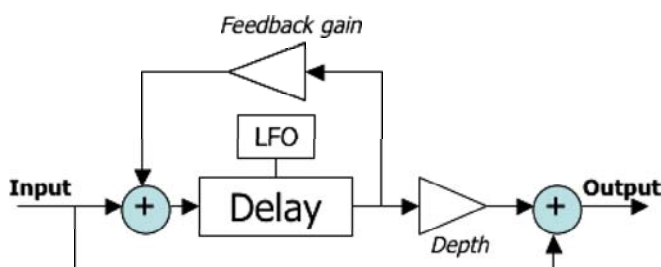 Feedback gain
LFO
Input
+
Delay
+
Output
Depth